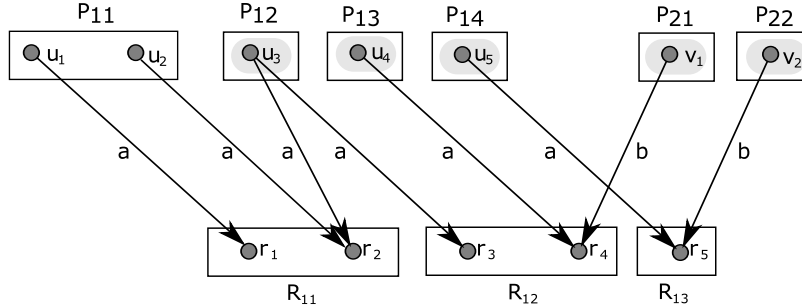 P₁₁ P₁₂ P₁₃ P₁₄ P₂₁ P₂₂
u₁ u₂ u₃ u₄ u₅ v₁ v₂
a a a a a a b b
r₁ r₂ r₃ r₄ r₅
R₁₁ R₁₂ R₁₃